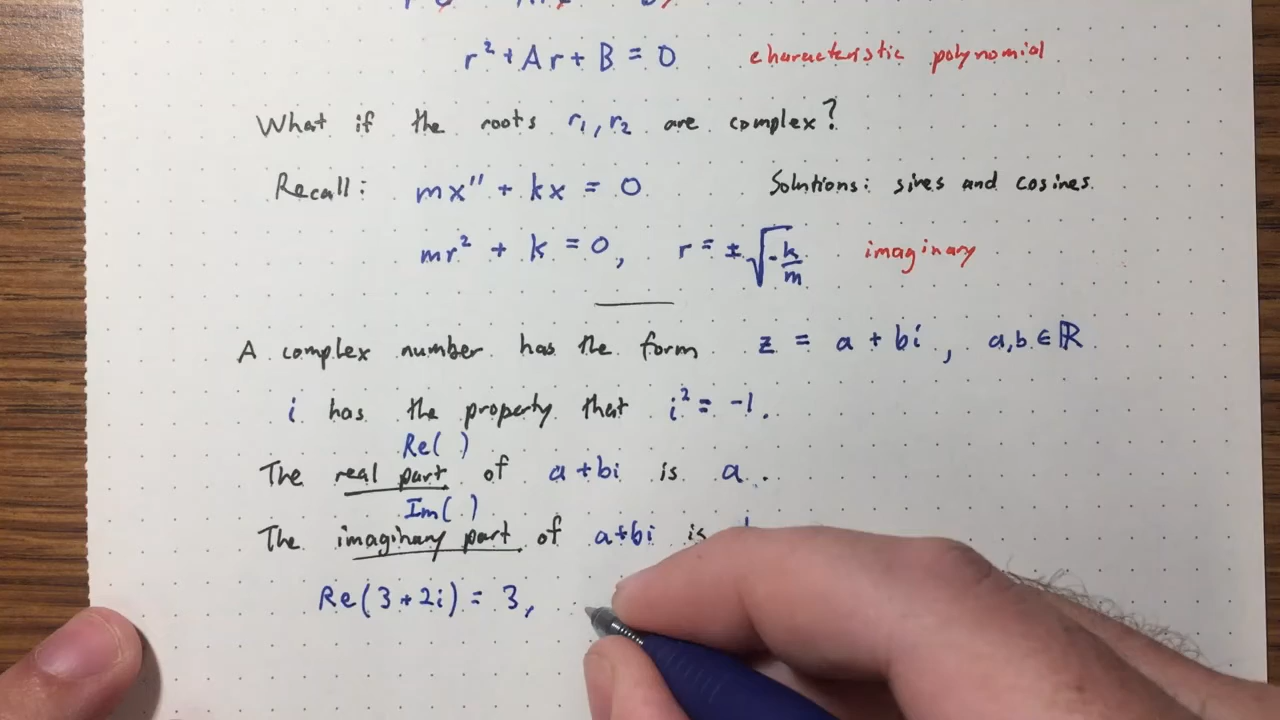 r² + Ar + B = 0 characteristic polynomial
What if the roots r₁, r₂ are complex?
Recall: mx'' + kx = 0 Solutions: sines and cosines.
mr² + k = 0, r = ±√(-k/m) imaginary
A complex number has the form z = a + bi, a,b ∈ ℝ
i has the property that i² = -1.
Re( )
The real part of a+bi is a.
Im( )
The imaginary part of a+bi is
Re(3+2i) = 3,